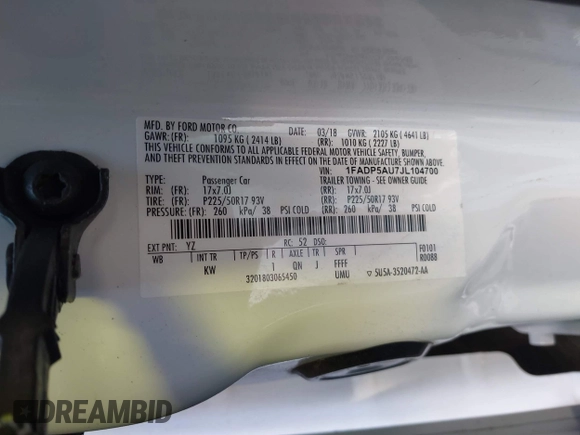 MFD. BY FORD MOTOR CO.
DATE: 03/18 GVWR: 2105 KG ( 4641 LB)
GAWR: (FR): 1095 KG ( 2414 LB) (RR): 1010 KG ( 2227 LB)
THIS VEHICLE CONFORMS TO ALL APPLICABLE FEDERAL MOTOR VEHICLE SAFETY, BUMPER,
AND THEFT PREVENTION STANDARDS IN EFFECT ON THE DATE OF MANUFACTURE SHOWN ABOVE.
VIN: 1FADP5AU7JL104700
TYPE: Passenger Car TRAILER TOWING - SEE OWNER GUIDE
RIM: (FR) 17x7.0J (RR): 17x7.0J
TIRE: (FR) P225/50R17 93V (RR): P225/50R17 93V
PRESSURE: (FR) 260 kPa/ 38 PSI COLD (RR): 260 kPa/ 38 PSI COLD
EXT PNT: YZ RC: 52 DSO: F0101
WB INT TR TP/PS R AXLE TR SPR R0088
KW 1 QN J FFFF
3201803065450 UMU ▽ 5U5A-3520472-AA
DREAMBID